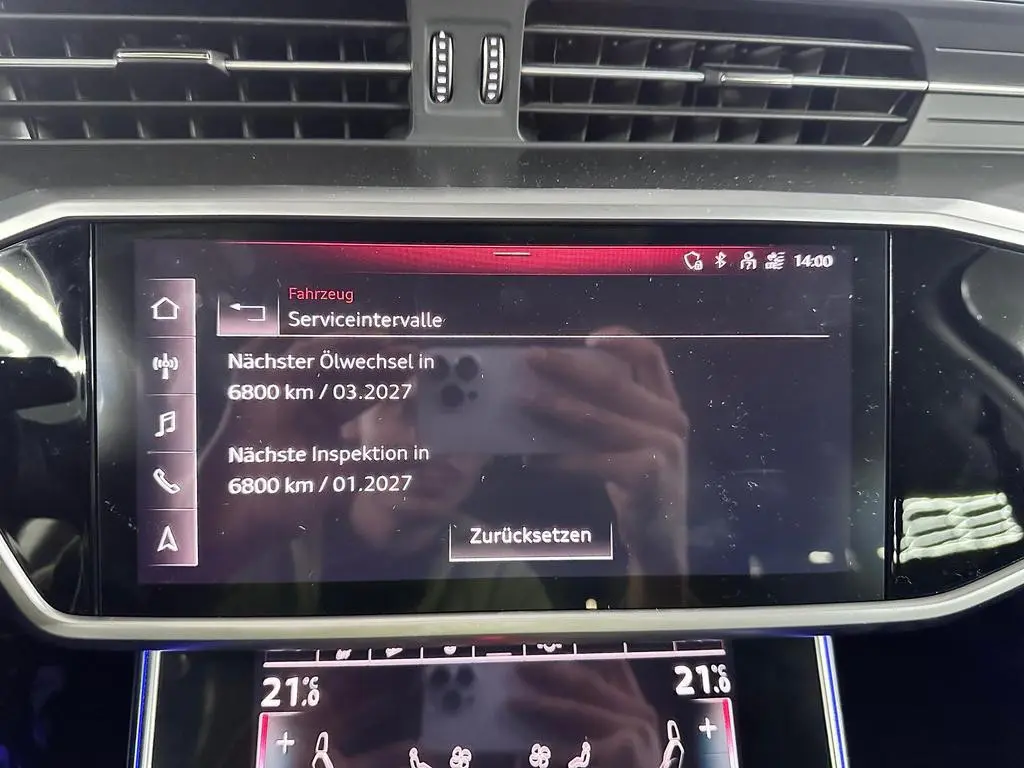 14:00
Fahrzeug
Serviceintervalle
Nächster Ölwechsel in
6800 km / 03.2027
Nächste Inspektion in
6800 km / 01.2027
Zurücksetzen
21.0 °C 21.0 °C